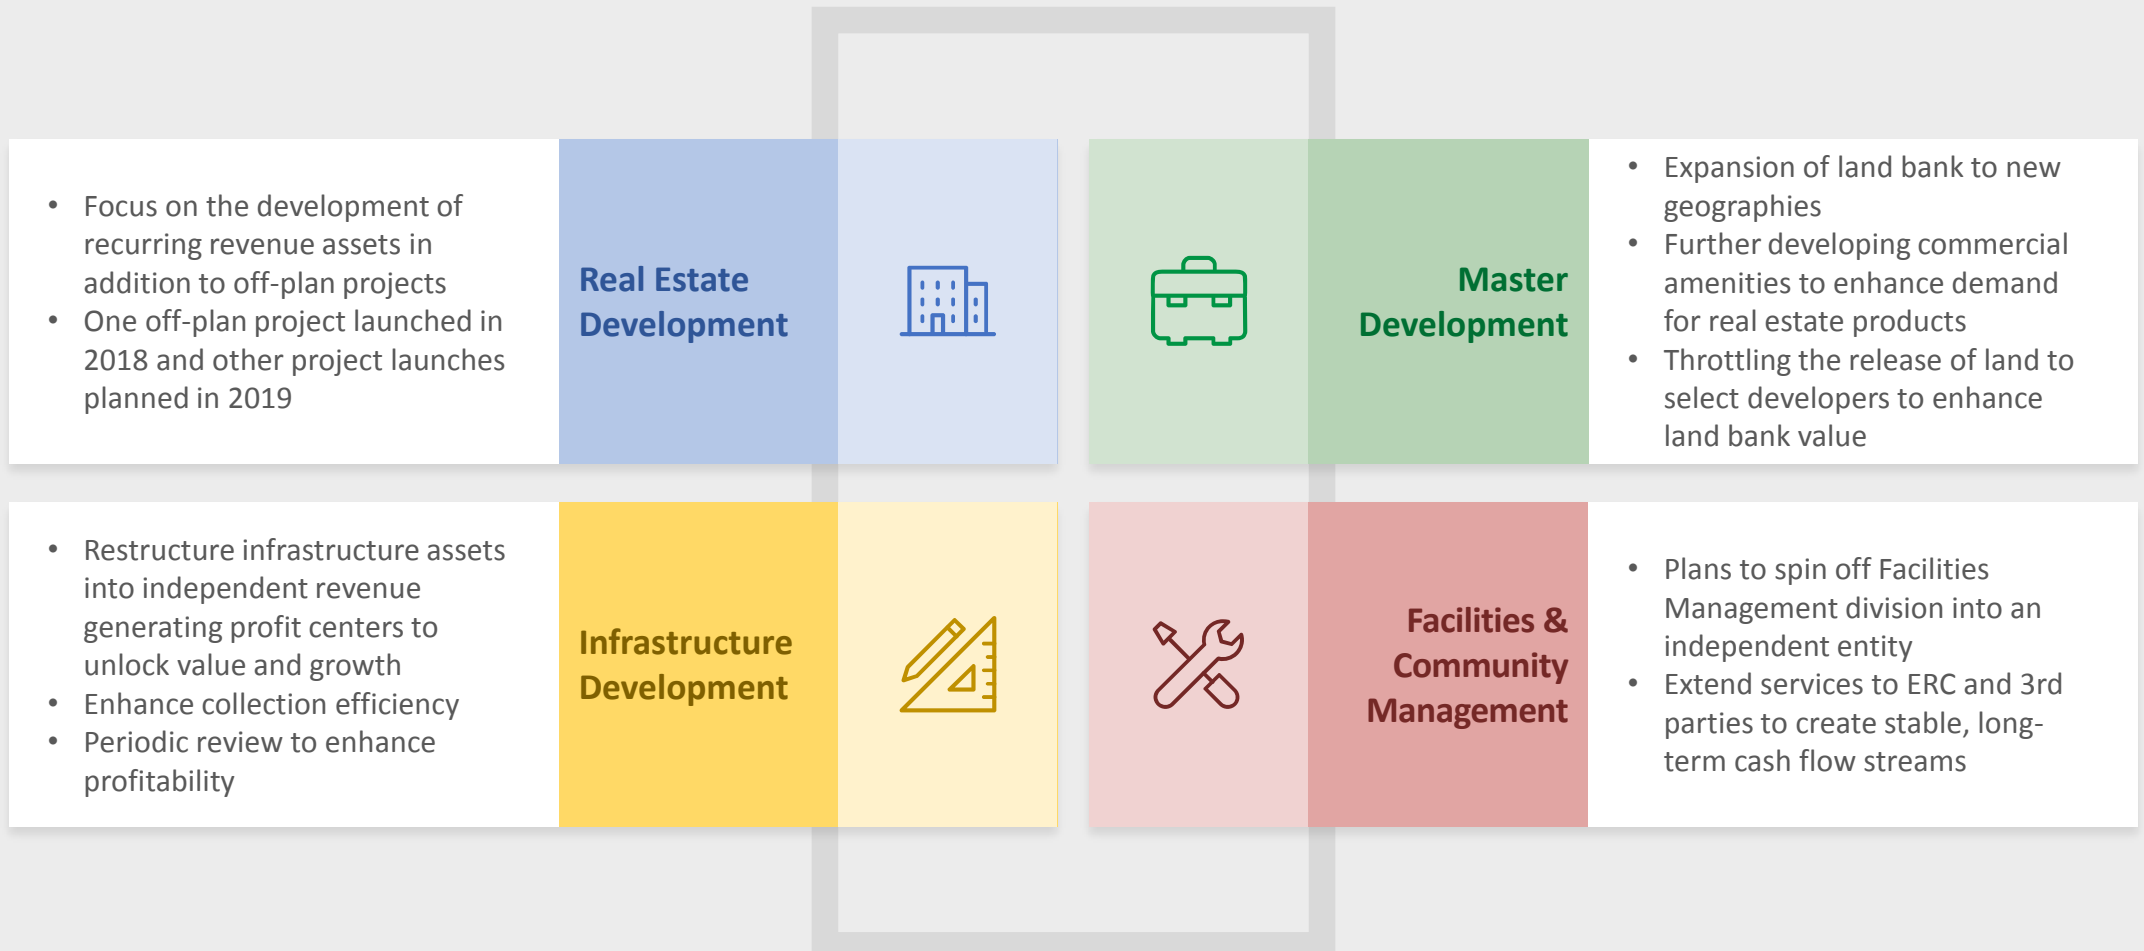 • Focus on the development of
recurring revenue assets in
addition to off-plan projects
• One off-plan project launched in
2018 and other project launches
planned in 2019
Real Estate
Development
Master
Development
• Expansion of land bank to new
geographies
• Further developing commercial
amenities to enhance demand
for real estate products
• Throttling the release of land to
select developers to enhance
land bank value
• Restructure infrastructure assets
into independent revenue
generating profit centers to
unlock value and growth
• Enhance collection efficiency
• Periodic review to enhance
profitability
Infrastructure
Development
Facilities &
Community
Management
• Plans to spin off Facilities
Management division into an
independent entity
• Extend services to ERC and 3rd
parties to create stable, long-
term cash flow streams